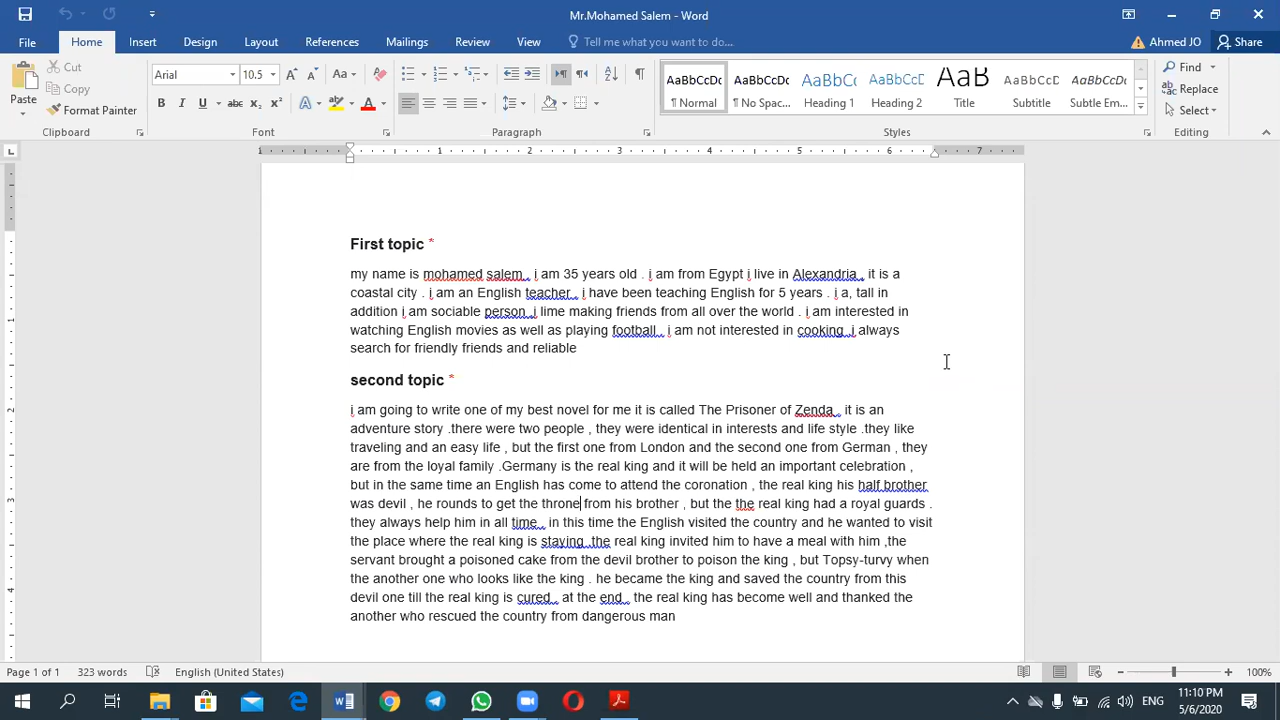 Mr.Mohamed Salem - Word
File Home Insert Design Layout References Mailings Review View Tell me what you want to do... Ahmed JO Share
Paste Cut Copy Format Painter
Clipboard
Arial 10.5
Font
Paragraph
AaBbCcDc AaBbCcDc AaBbCc AaBbCcD AaB AaBbCcD AaBbCcDc
¶ Normal ¶ No Spac... Heading 1 Heading 2 Title Subtitle Subtle Em...
Styles
Find
Replace
Select
Editing
1 1 2 3 4 5 6 7
First topic *
my name is mohamed salem , i am 35 years old . i am from Egypt i live in Alexandria , it is a
coastal city . i am an English teacher , i have been teaching English for 5 years . i a, tall in
addition i am sociable person ,i lime making friends from all over the world . i am interested in
watching English movies as well as playing football . i am not interested in cooking ,i always
search for friendly friends and reliable
second topic *
i am going to write one of my best novel for me it is called The Prisoner of Zenda , it is an
adventure story .there were two people , they were identical in interests and life style .they like
traveling and an easy life , but the first one from London and the second one from German , they
are from the loyal family .Germany is the real king and it will be held an important celebration ,
but in the same time an English has come to attend the coronation , the real king his half brother
was devil , he rounds to get the throne from his brother , but the the real king had a royal guards .
they always help him in all time , in this time the English visited the country and he wanted to visit
the place where the real king is staying .the real king invited him to have a meal with him ,the
servant brought a poisoned cake from the devil brother to poison the king , but Topsy-turvy when
the another one who looks like the king . he became the king and saved the country from this
devil one till the real king is cured , at the end , the real king has become well and thanked the
another who rescued the country from dangerous man
Page 1 of 1 323 words English (United States) 100%
ENG 11:10 PM
5/6/2020